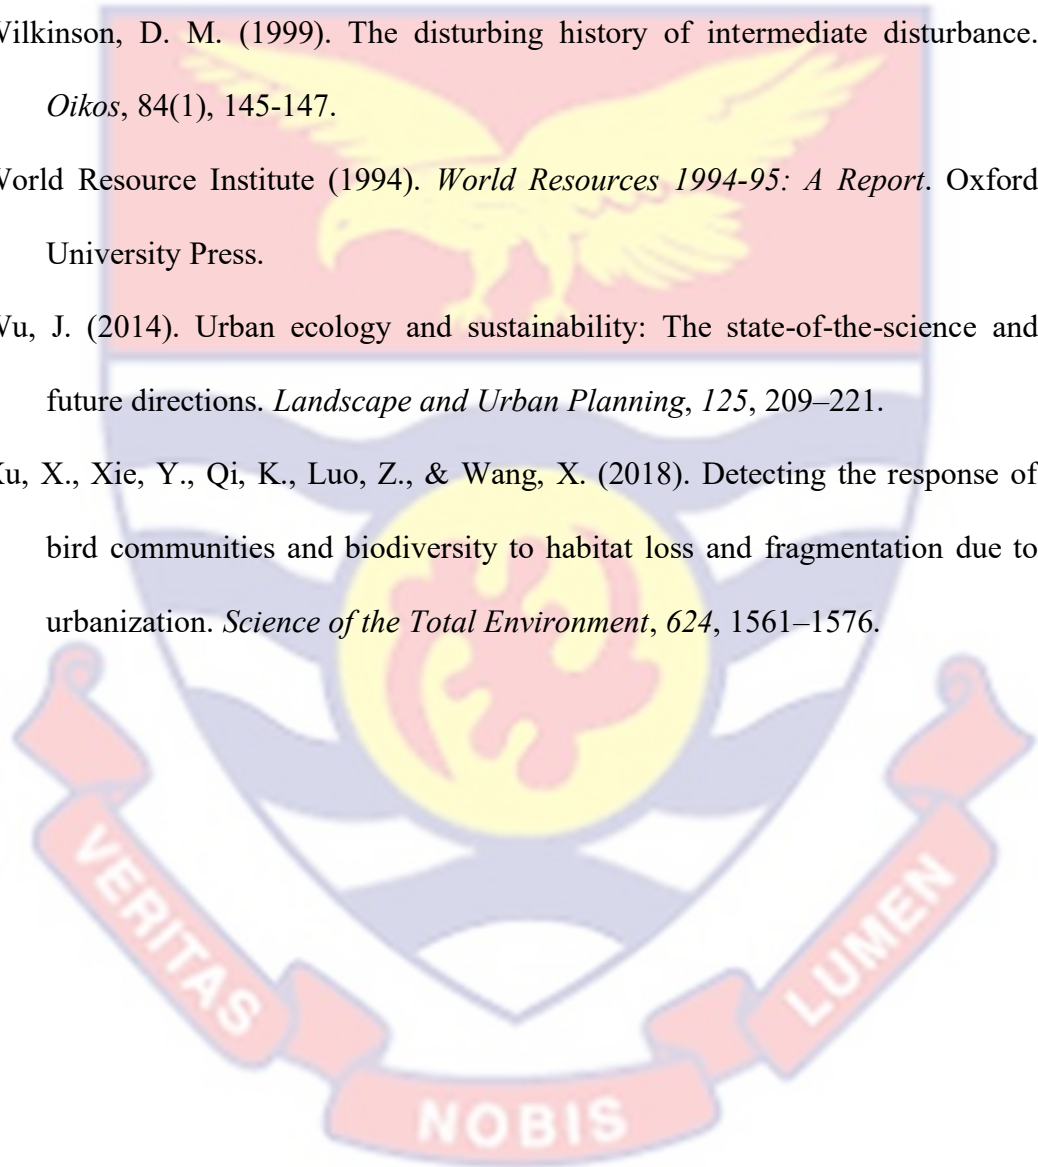 Wilkinson, D. M. (1999). The disturbing history of intermediate disturbance.
Oikos, 84(1), 145-147.
World Resource Institute (1994). World Resources 1994-95: A Report. Oxford
University Press.
Wu, J. (2014). Urban ecology and sustainability: The state-of-the-science and
future directions. Landscape and Urban Planning, 125, 209–221.
Xu, X., Xie, Y., Qi, K., Luo, Z., & Wang, X. (2018). Detecting the response of
bird communities and biodiversity to habitat loss and fragmentation due to
urbanization. Science of the Total Environment, 624, 1561–1576.
VERITAS
NOBIS
LUMEN